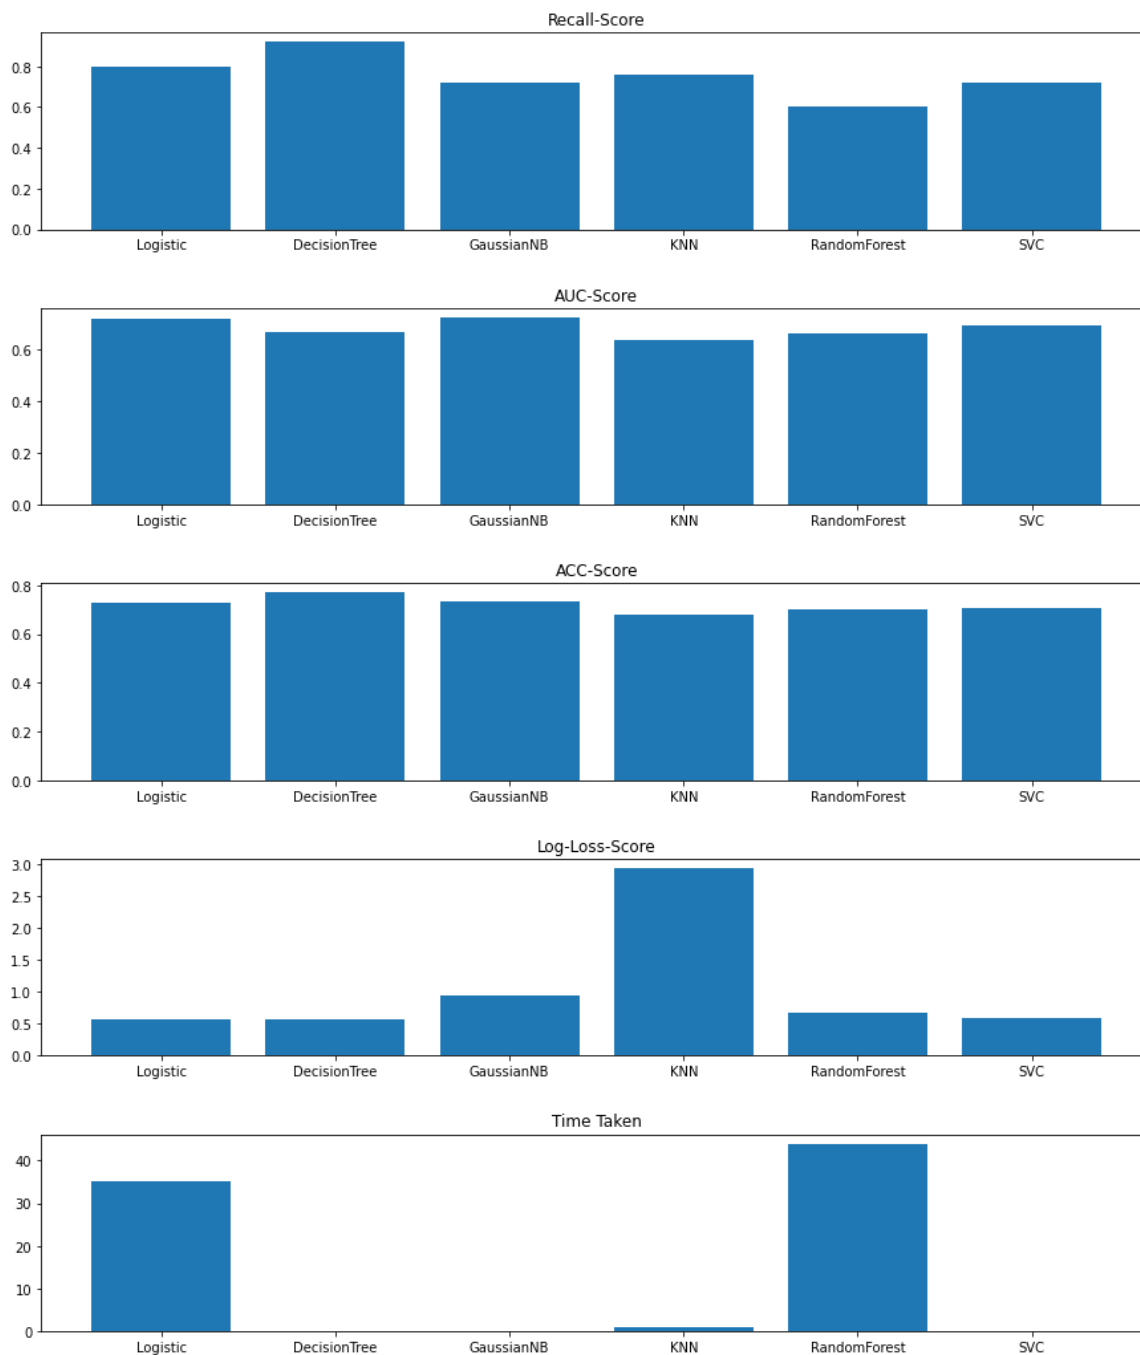 Recall-Score
0.8
0.6
0.4
0.2
0.0
Logistic DecisionTree GaussianNB KNN RandomForest SVC
AUC-Score
0.6
0.4
0.2
0.0
Logistic DecisionTree GaussianNB KNN RandomForest SVC
ACC-Score
0.8
0.6
0.4
0.2
0.0
Logistic DecisionTree GaussianNB KNN RandomForest SVC
Log-Loss-Score
3.0
2.5
2.0
1.5
1.0
0.5
0.0
Logistic DecisionTree GaussianNB KNN RandomForest SVC
Time Taken
40
30
20
10
0
Logistic DecisionTree GaussianNB KNN RandomForest SVC